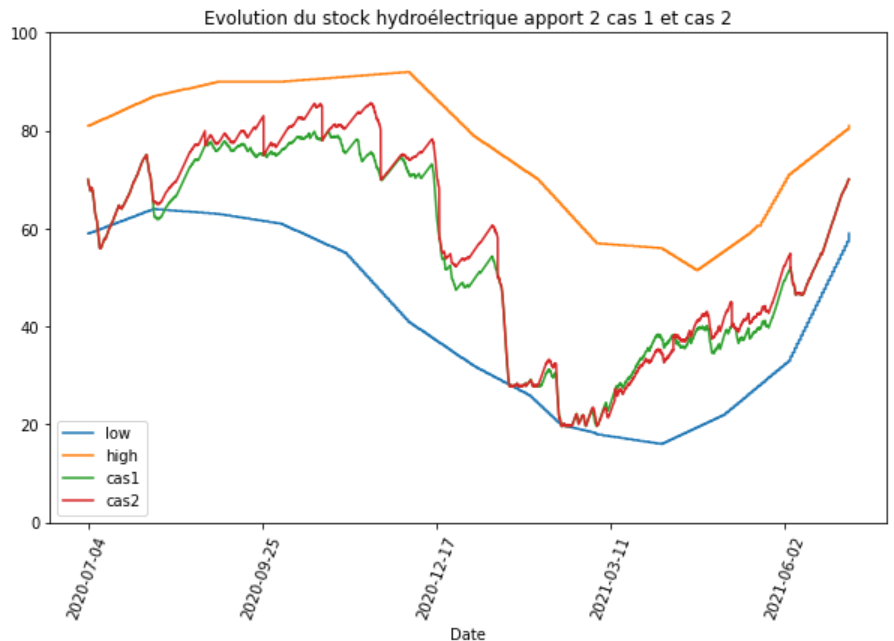 Evolution du stock hydroélectrique apport 2 cas 1 et cas 2
100
80
60
40
20
0
low
high
cas1
cas2
2020-07-04
2020-09-25
2020-12-17
2021-03-11
2021-06-02
Date